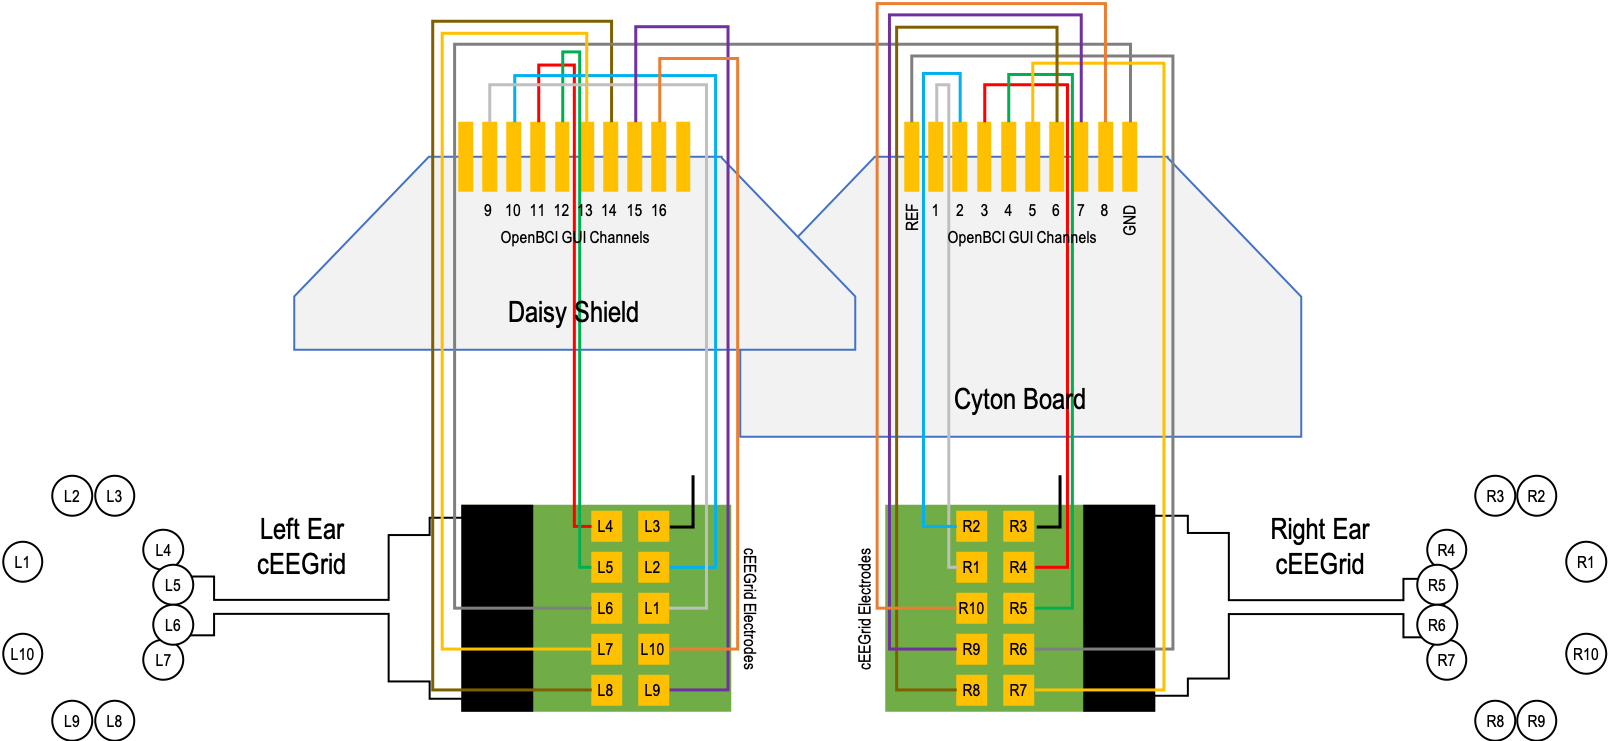 9 10 11 12 13 14 15 16
OpenBCI GUI Channels
Daisy Shield
REF 1 2 3 4 5 6 7 8 GND
OpenBCI GUI Channels
Cyton Board
L2 L3
L1
L4
L5
L6
L10
L7
L9 L8
Left Ear
cEEGrid
L4 L3
L5 L2
L6 L1
L7 L10
L8 L9
cEEGrid Electrodes
cEEGrid Electrodes
R2 R3
R1 R4
R10 R5
R9 R6
R8 R7
Right Ear
cEEGrid
R3 R2
R4
R1
R5
R6
R7
R10
R8 R9